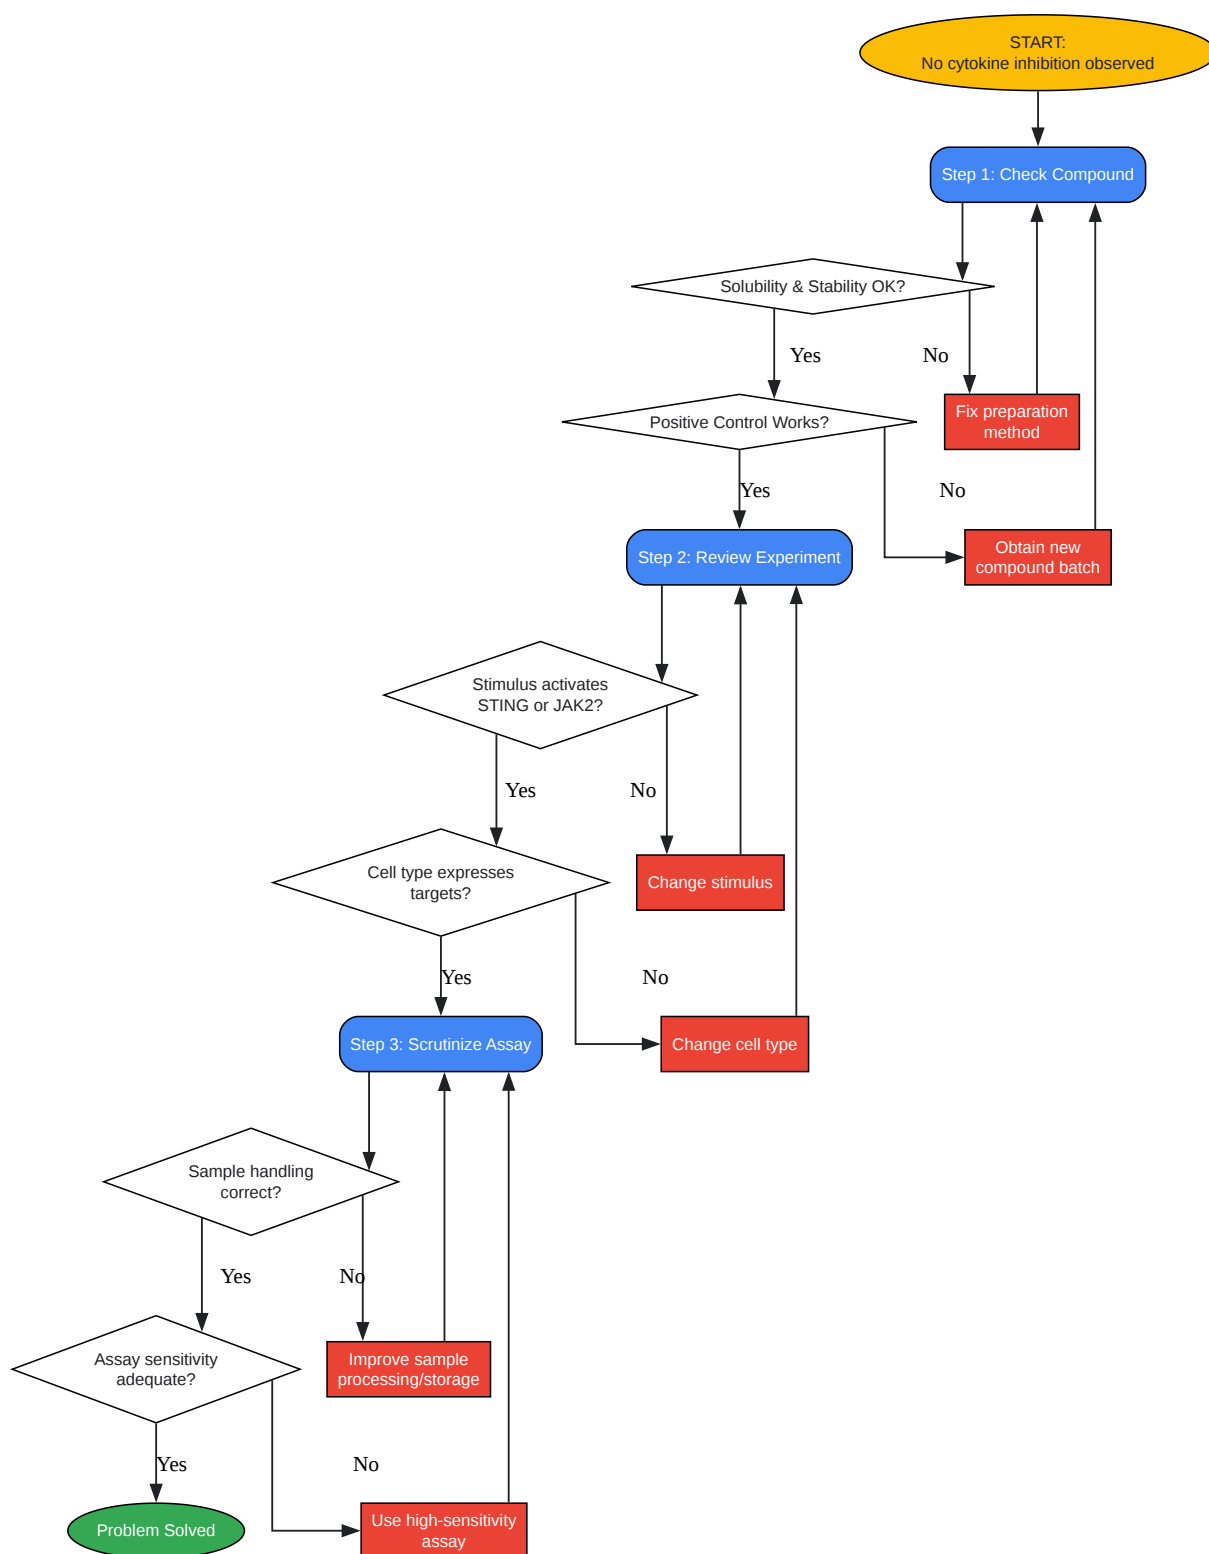 START:
No cytokine inhibition observed
Step 1: Check Compound
Solubility & Stability OK?
Yes
No
Fix preparation
method
Positive Control Works?
Yes
No
Obtain new
compound batch
Step 2: Review Experiment
Stimulus activates
STING or JAK2?
Yes
No
Change stimulus
Cell type expresses
targets?
Yes
No
Change cell type
Step 3: Scrutinize Assay
Sample handling
correct?
Yes
No
Improve sample
processing/storage
Assay sensitivity
adequate?
Yes
No
Use high-sensitivity
assay
Problem Solved